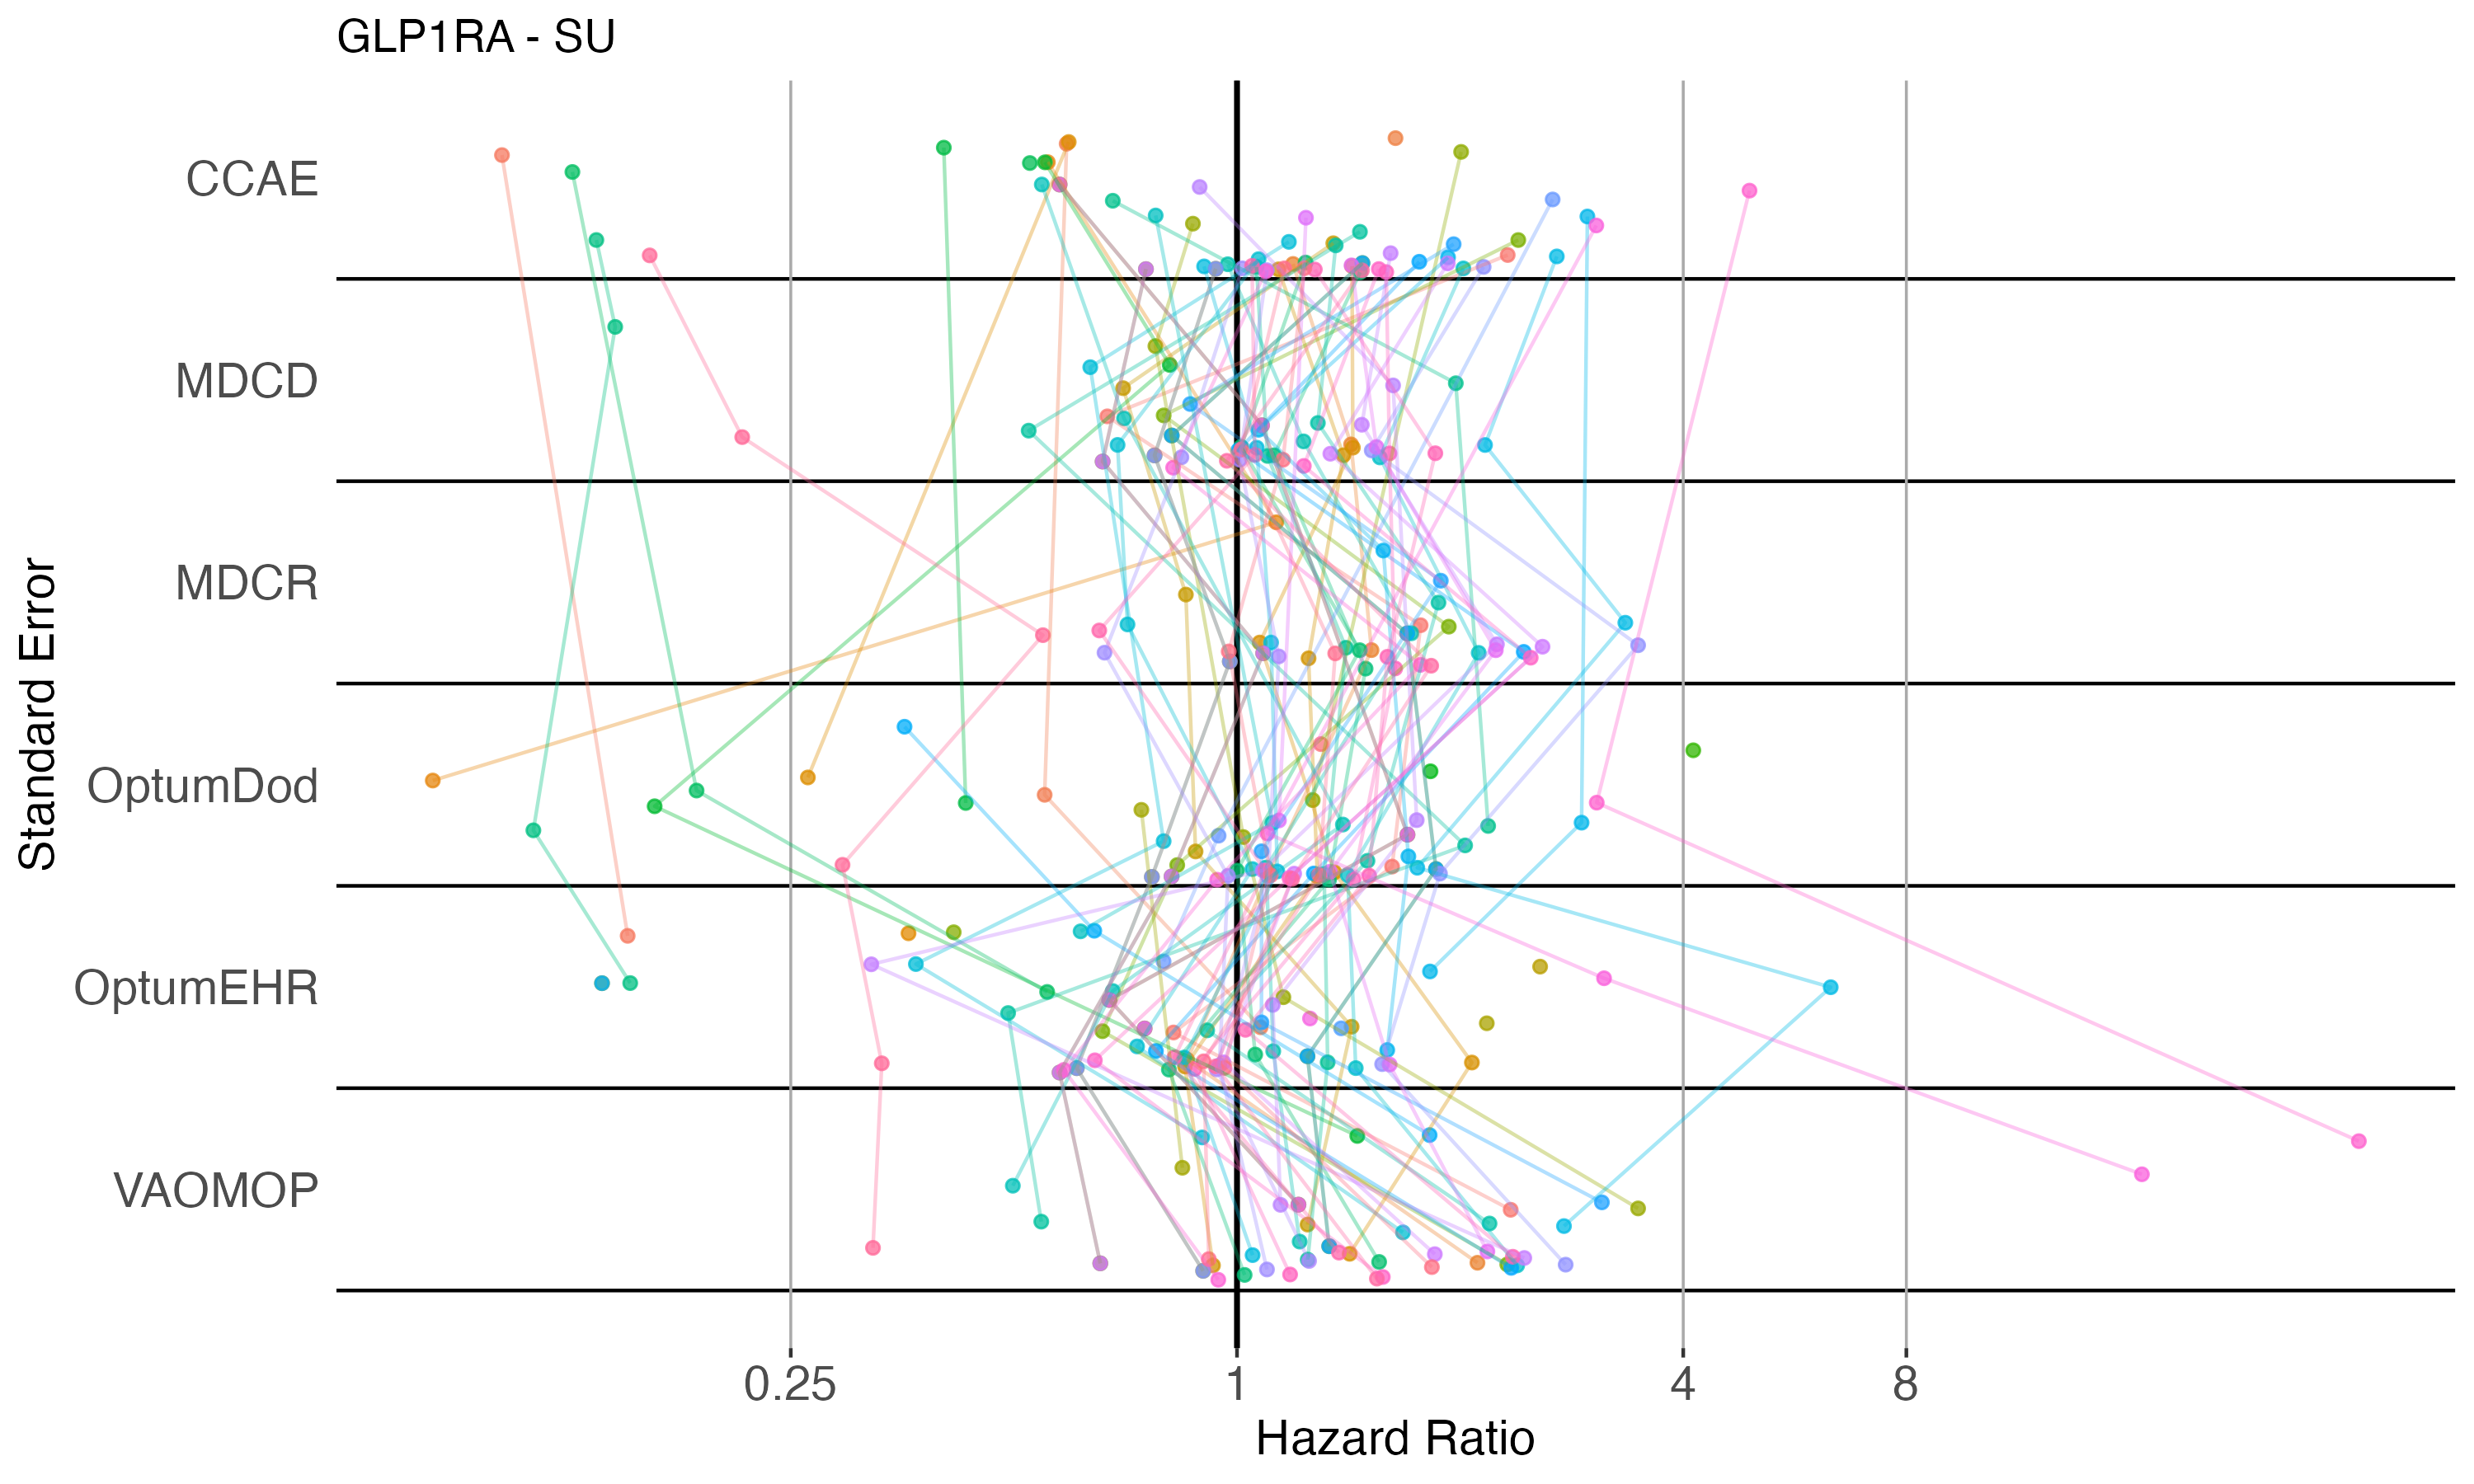 GLP1RA - SU
CCAE
MDCD
MDCR
OptumDod
OptumEHR
VAOMOP
Standard Error
0.25
1
4
8
Hazard Ratio